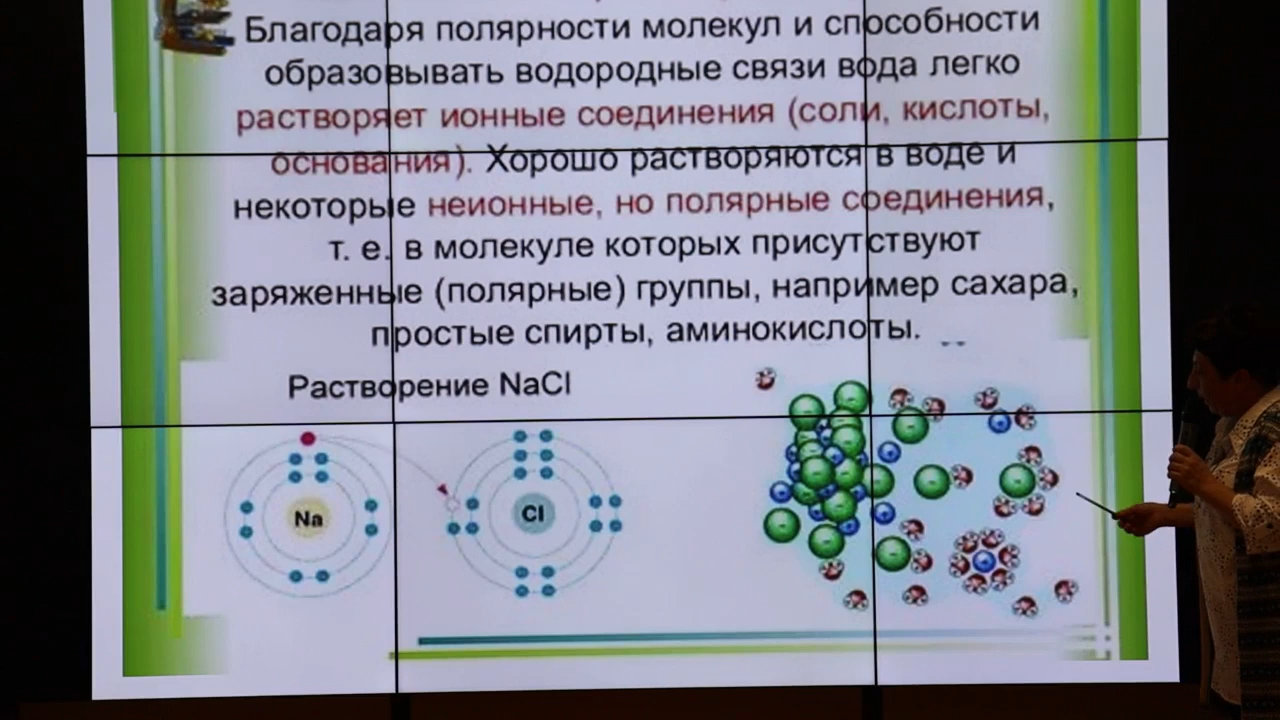 Благодаря полярности молекул и способности
образовывать водородные связи вода легко
растворяет ионные соединения (соли, кислоты,
основания). Хорошо растворяются в воде и
некоторые неионные, но полярные соединения,
т. е. в молекуле которых присутствуют
заряженные (полярные) группы, например сахара,
простые спирты, аминокислоты.
Растворение NaCl
Na
Cl